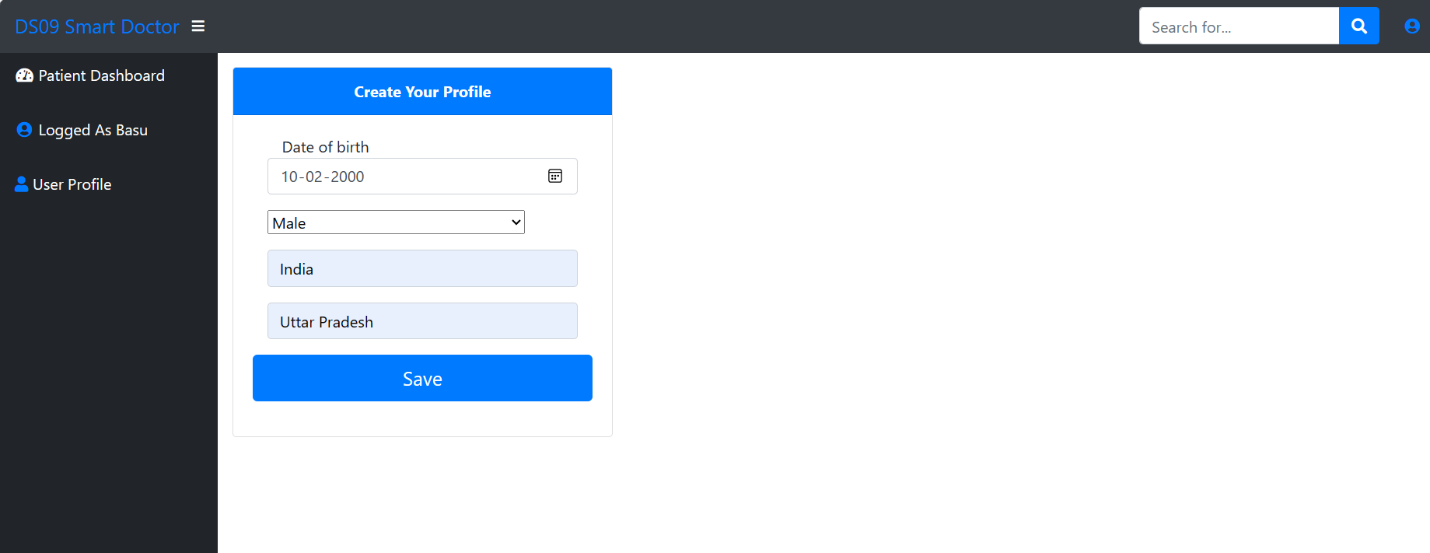 DS09 Smart Doctor
Search for...
Patient Dashboard
Logged As Basu
User Profile
Create Your Profile
Date of birth
10-02-2000
Male
India
Uttar Pradesh
Save